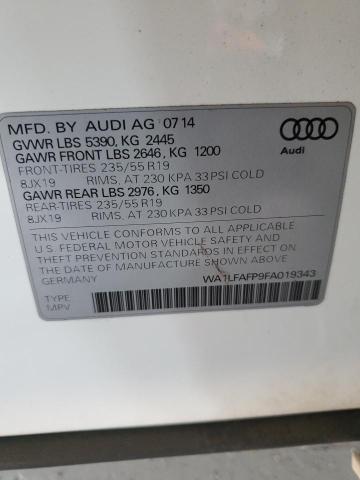 MFD. BY AUDI AG 07 14
GVWR LBS 5390, KG 2445
GAWR FRONT LBS 2646, KG 1200
FRONT-TIRES 235/55 R19
8JX19 RIMS, AT 230 KPA 33 PSI COLD
GAWR REAR LBS 2976, KG 1350
REAR-TIRES 235/55 R19
8JX19 RIMS, AT 230 KPA 33 PSI COLD
Audi
THIS VEHICLE CONFORMS TO ALL APPLICABLE
U.S. FEDERAL MOTOR VEHICLE SAFETY AND
THEFT PREVENTION STANDARDS IN EFFECT ON
THE DATE OF MANUFACTURE SHOWN ABOVE.
GERMANY
WA1LFAFP9FA019343
TYPE:
MPV